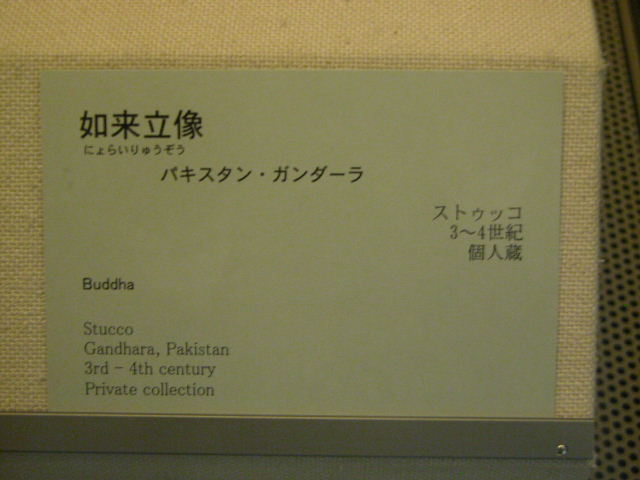 如来立像
にょらいりゅうぞう
パキスタン・ガンダーラ
ストゥッコ
3〜4世紀
個人蔵
Buddha
Stucco
Gandhara, Pakistan
3rd - 4th century
Private collection